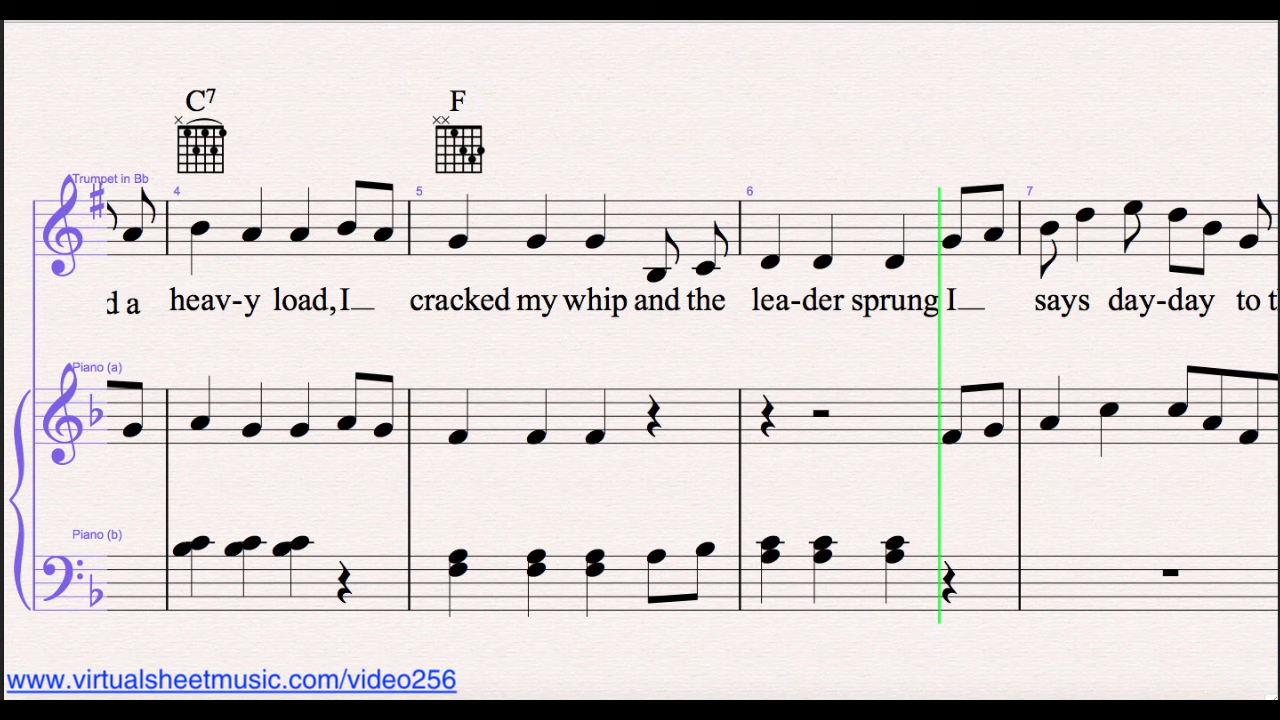 C7 F
Trumpet in Bb
4 5 6 7
d a heav-y load, I cracked my whip and the lea-der sprung I says day-day to t
Piano (a)
Piano (b)
www.virtualsheetmusic.com/video256